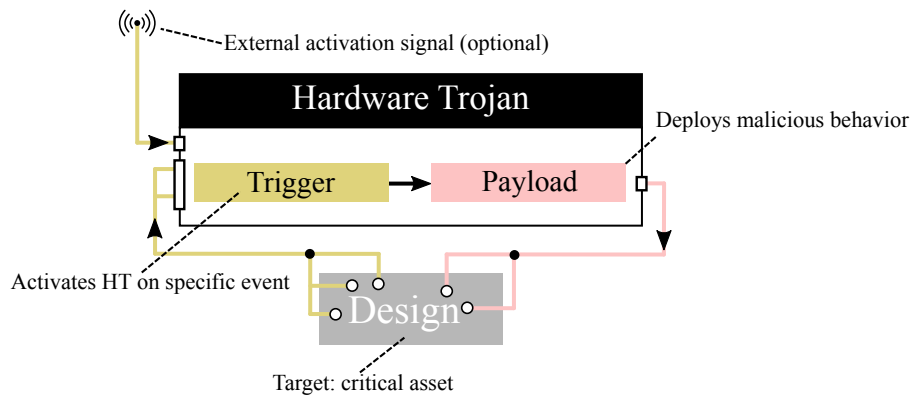 External activation signal (optional)
Hardware Trojan
Deploys malicious behavior
Trigger
Payload
Activates HT on specific event
Design
Target: critical asset